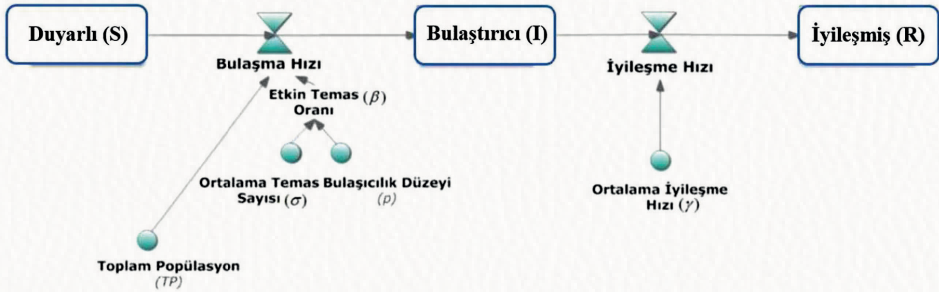 Duyarlı (S)
Bulaştırıcı (I)
İyileşmiş (R)
Bulaşma Hızı
İyileşme Hızı
Etkin Temas (β)
Oranı
Ortalama Temas
Sayısı (σ)
Bulaşıcılık Düzeyi
(p)
Ortalama İyileşme
Hızı (γ)
Toplam Popülasyon
(TP)